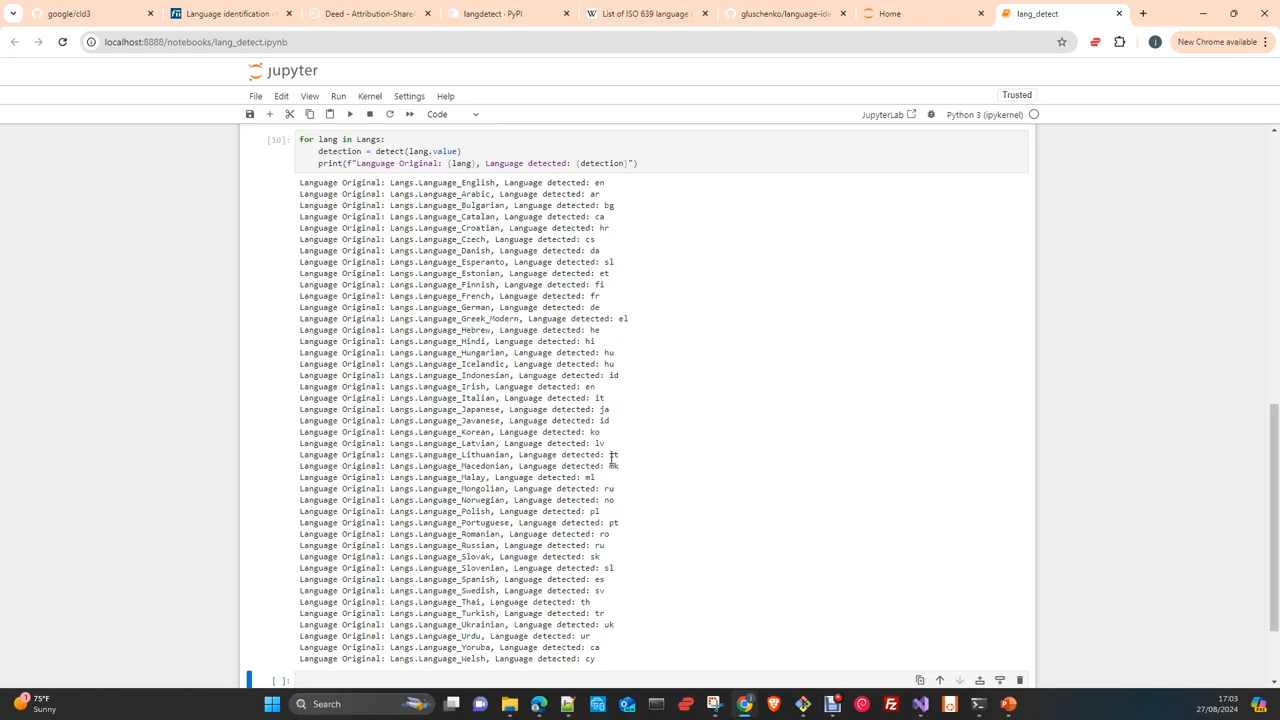 google/cld3
Language identification ·
Deed - Attribution-Share
langdetect · PyPI
List of ISO 639 language c
gluschenko/language-ide
Home
lang_detect
localhost:8888/notebooks/lang_detect.ipynb
New Chrome available
jupyter
File Edit View Run Kernel Settings Help
Trusted
Code
JupyterLab
Python 3 (ipykernel)
[10]: for lang in Langs:
detection = detect(lang.value)
print(f"Language Original: {lang}, Language detected: {detection}")
Language Original: Langs.Language_English, Language detected: en
Language Original: Langs.Language_Arabic, Language detected: ar
Language Original: Langs.Language_Bulgarian, Language detected: bg
Language Original: Langs.Language_Catalan, Language detected: ca
Language Original: Langs.Language_Croatian, Language detected: hr
Language Original: Langs.Language_Czech, Language detected: cs
Language Original: Langs.Language_Danish, Language detected: da
Language Original: Langs.Language_Esperanto, Language detected: sl
Language Original: Langs.Language_Estonian, Language detected: et
Language Original: Langs.Language_Finnish, Language detected: fi
Language Original: Langs.Language_French, Language detected: fr
Language Original: Langs.Language_German, Language detected: de
Language Original: Langs.Language_Greek_Modern, Language detected: el
Language Original: Langs.Language_Hebrew, Language detected: he
Language Original: Langs.Language_Hindi, Language detected: hi
Language Original: Langs.Language_Hungarian, Language detected: hu
Language Original: Langs.Language_Icelandic, Language detected: hu
Language Original: Langs.Language_Indonesian, Language detected: id
Language Original: Langs.Language_Irish, Language detected: en
Language Original: Langs.Language_Italian, Language detected: it
Language Original: Langs.Language_Japanese, Language detected: ja
Language Original: Langs.Language_Javanese, Language detected: id
Language Original: Langs.Language_Korean, Language detected: ko
Language Original: Langs.Language_Latvian, Language detected: lv
Language Original: Langs.Language_Lithuanian, Language detected:
Language Original: Langs.Language_Macedonian, Language detected: mk
Language Original: Langs.Language_Malay, Language detected: ml
Language Original: Langs.Language_Mongolian, Language detected: ru
Language Original: Langs.Language_Norwegian, Language detected: no
Language Original: Langs.Language_Polish, Language detected: pl
Language Original: Langs.Language_Portuguese, Language detected: pt
Language Original: Langs.Language_Romanian, Language detected: ro
Language Original: Langs.Language_Russian, Language detected: ru
Language Original: Langs.Language_Slovak, Language detected: sk
Language Original: Langs.Language_Slovenian, Language detected: sl
Language Original: Langs.Language_Spanish, Language detected: es
Language Original: Langs.Language_Swedish, Language detected: sv
Language Original: Langs.Language_Thai, Language detected: th
Language Original: Langs.Language_Turkish, Language detected: tr
Language Original: Langs.Language_Ukrainian, Language detected: uk
Language Original: Langs.Language_Urdu, Language detected: ur
Language Original: Langs.Language_Yoruba, Language detected: ca
Language Original: Langs.Language_Welsh, Language detected: cy
[ ]:
75°F
Sunny
Search
17:03
27/08/2024